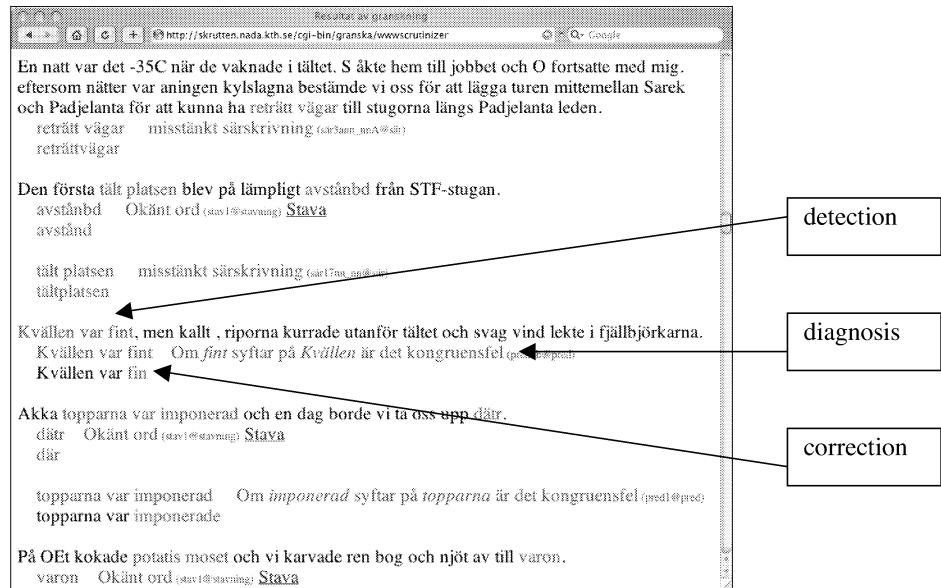 Resultat av granskning
http://skrutten.nada.kth.se/cgi-bin/granska/wwwscrutinizer
Google
En natt var det -35C när de vaknade i tältet. S åkte hem till jobbet och O fortsatte med mig.
eftersom nätter var aningen kylslagna bestämde vi oss för att lägga turen mittemellan Sarek
och Padjelanta för att kunna ha reträtt vägar till stugorna längs Padjelanta leden.
reträtt vägar misstänkt särskrivning
reträttvägar
Den första tält platsen blev på lämpligt avstånbd från STF-stugan.
avstånbd Okänt ord (stav1@stavning) Stava
avstånd
tält platsen misstänkt särskrivning
tältplatsen
Kvällen var fint, men kallt , riporna kurrade utanför tältet och svag vind lekte i fjällbjörkarna.
Kvällen var fint Om fint syftar på Kvällen är det kongruensfel
Kvällen var fin
Akka topparna var imponerad och en dag borde vi ta oss upp dätr.
dätr Okänt ord (stav1@stavning) Stava
där
topparna var imponerad Om imponerad syftar på topparna är det kongruensfel (pred1@pred)
topparna var imponerade
På OEt kokade potatis moset och vi karvade ren bog och njöt av till varon.
varon Okänt ord (stav1@stavning) Stava
detection
diagnosis
correction